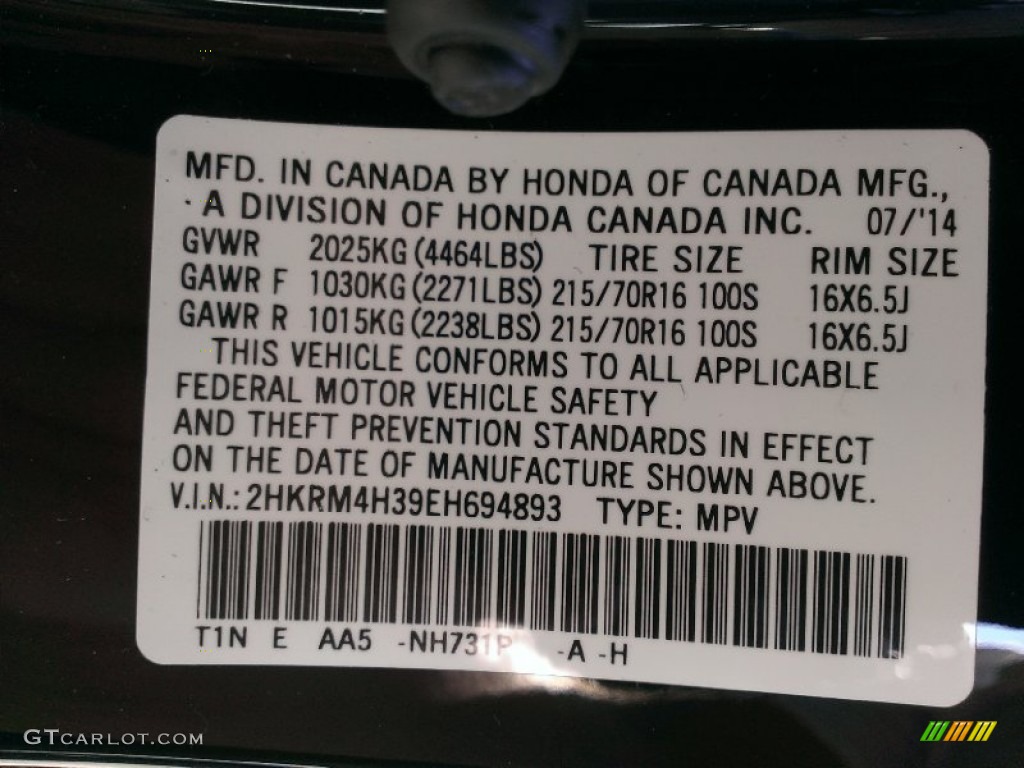 MFD. IN CANADA BY HONDA OF CANADA MFG.,
A DIVISION OF HONDA CANADA INC. 07/'14
GVWR 2025KG (4464LBS) TIRE SIZE RIM SIZE
GAWR F 1030KG (2271LBS) 215/70R16 100S 16X6.5J
GAWR R 1015KG (2238LBS) 215/70R16 100S 16X6.5J
THIS VEHICLE CONFORMS TO ALL APPLICABLE
FEDERAL MOTOR VEHICLE SAFETY
AND THEFT PREVENTION STANDARDS IN EFFECT
ON THE DATE OF MANUFACTURE SHOWN ABOVE.
V.I.N.: 2HKRM4H39EH694893 TYPE: MPV
T1N E AA5 -NH731P -A -H
GTCARLOT.COM